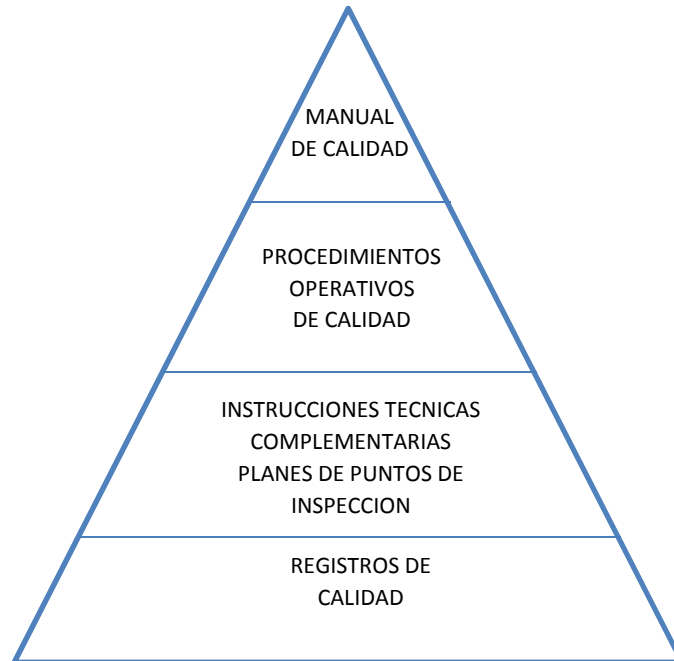 MANUAL
DE CALIDAD
PROCEDIMIENTOS
OPERATIVOS
DE CALIDAD
INSTRUCCIONES TECNICAS
COMPLEMENTARIAS
PLANES DE PUNTOS DE
INSPECCION
REGISTROS DE
CALIDAD